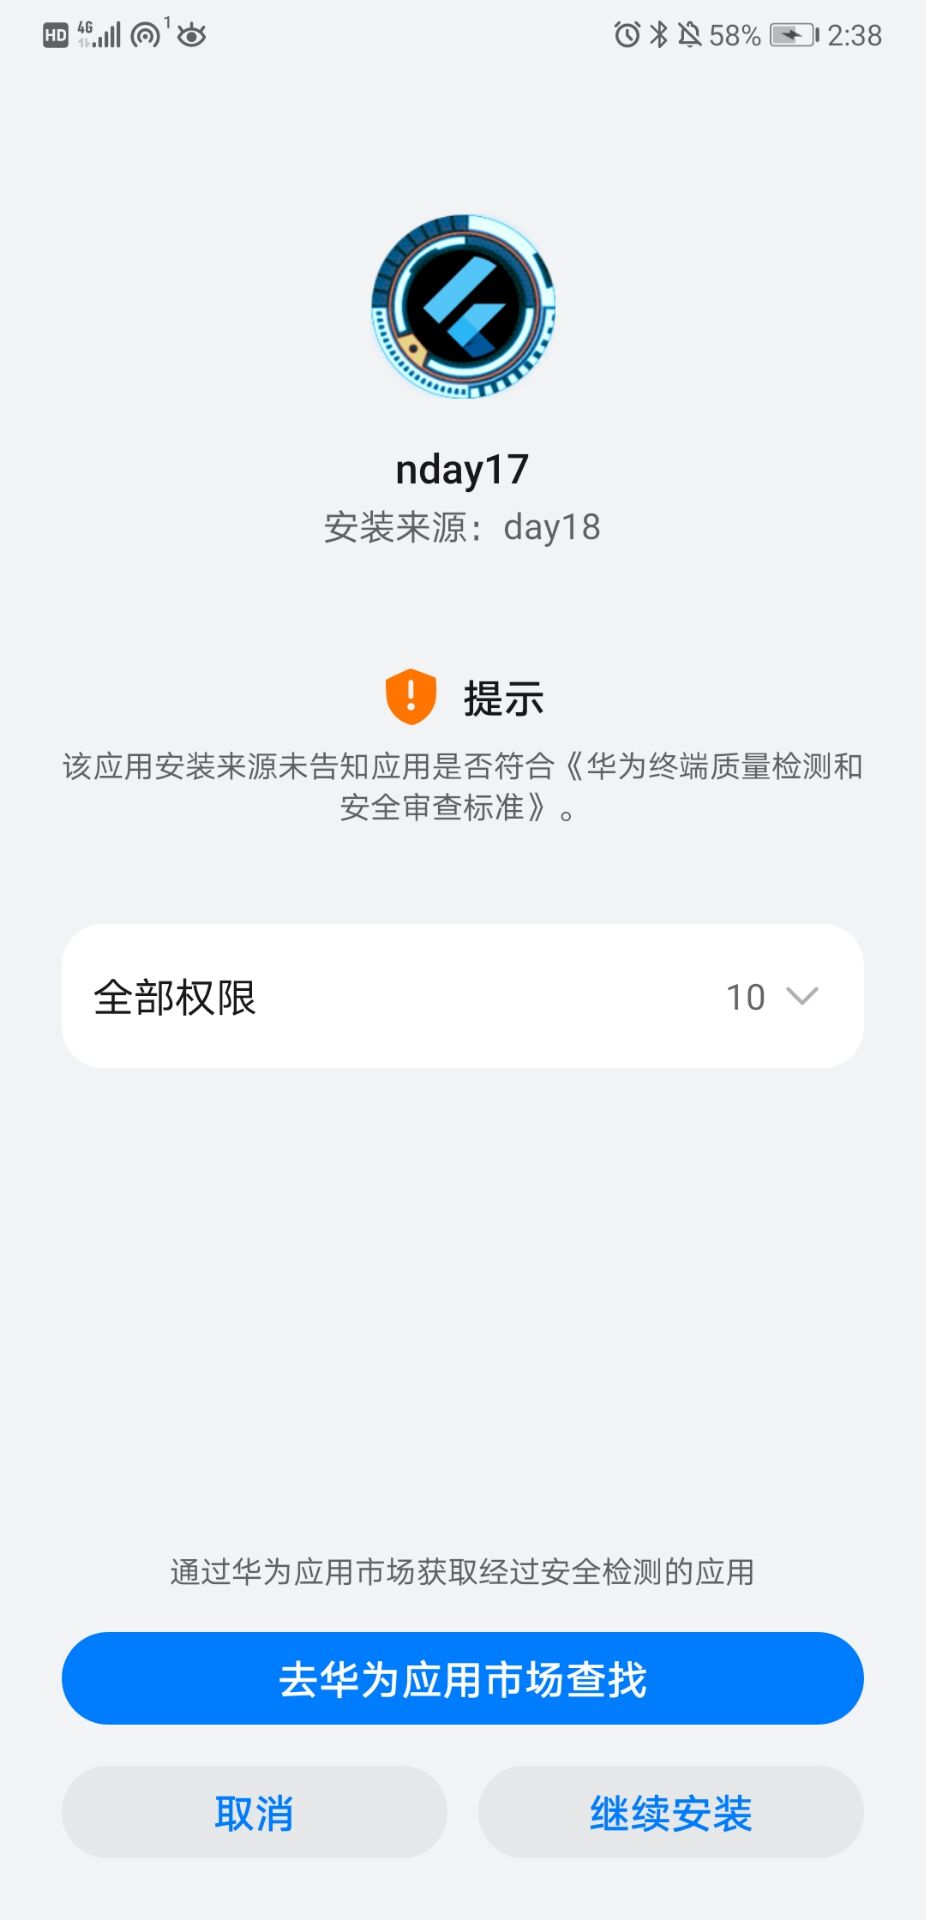 HD 4G 1 58% 2:38
nday17
安装来源：day18
提示
该应用安装来源未告知应用是否符合《华为终端质量检测和
安全审查标准》。
全部权限 10
通过华为应用市场获取经过安全检测的应用
去华为应用市场查找
取消 继续安装